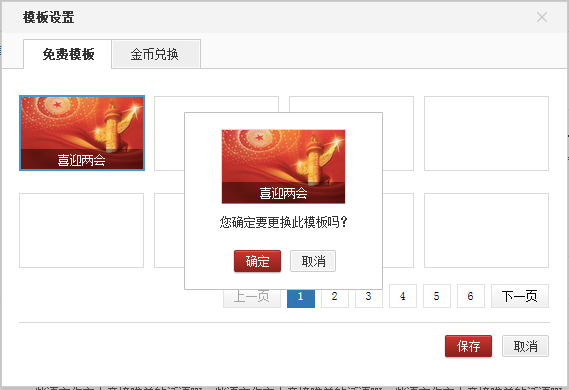 模板设置
免费模板
金币兑换
喜迎两会
喜迎两会
您确定要更换此模板吗?
确定
取消
上一页
1
2
3
4
5
6
下一页
保存
取消